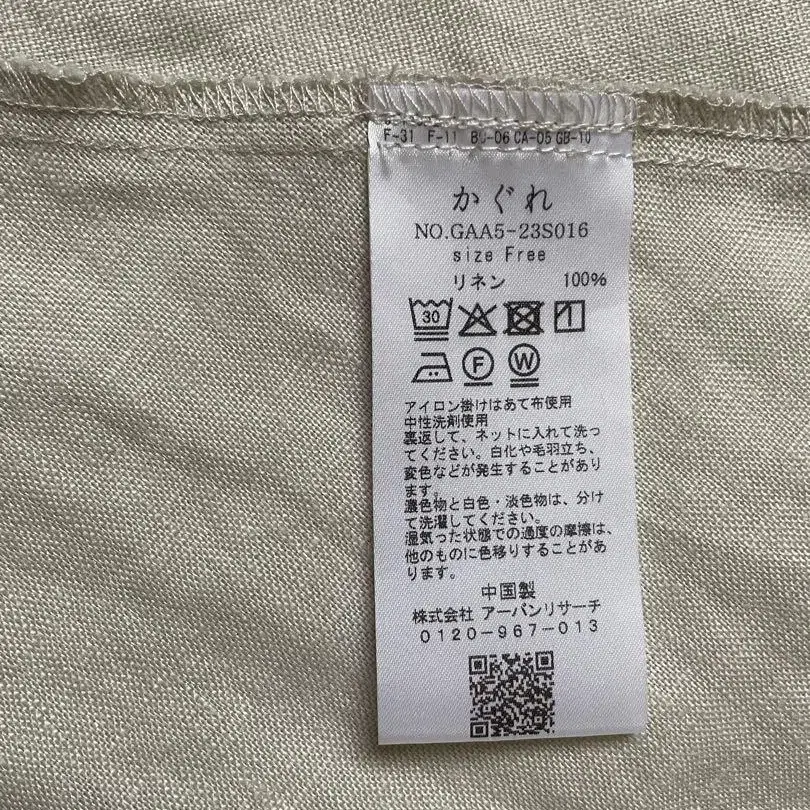 F-31 F-11 BU-06 CA-05 GB-10
かぐれ
NO.GAA5-23S016
size Free
リネン 100%
30
F
W
アイロン掛けはあて布使用
中性洗剤使用
裏返して、ネットに入れて洗っ
てください。白化や毛羽立ち、
変色などが発生することがあり
ます。
濃色物と白色・淡色物は、分け
て洗濯してください。
湿気った状態での過度の摩擦は、
他のものに色移りすることがあ
ります。
中国製
株式会社 アーバンリサーチ
0120-967-013